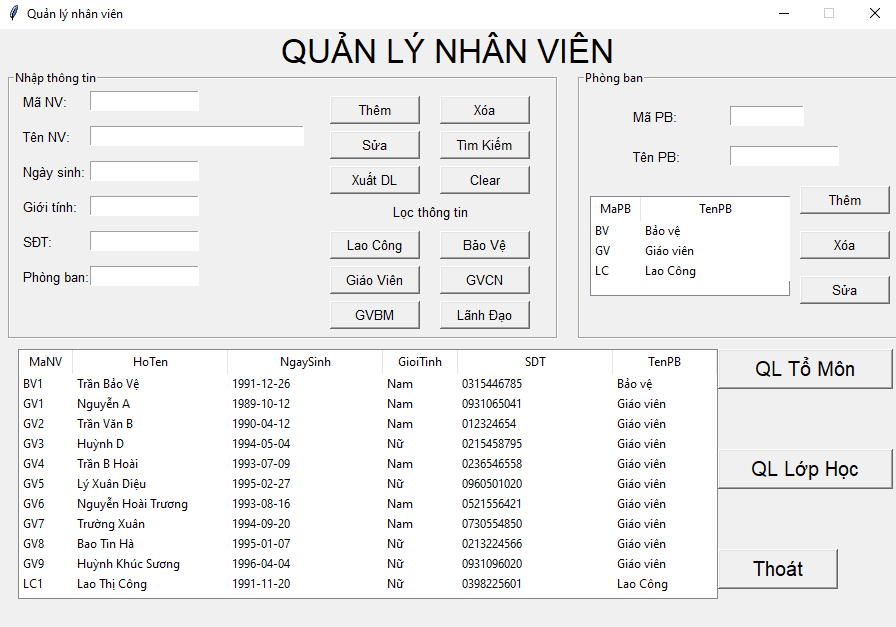 Quản lý nhân viên
QUẢN LÝ NHÂN VIÊN
Nhập thông tin
Mã NV:
Tên NV:
Ngày sinh:
Giới tính:
SĐT:
Phòng ban:
Thêm Xóa
Sửa Tìm Kiếm
Xuất DL Clear
Lọc thông tin
Lao Công Bảo Vệ
Giáo Viên GVCN
GVBM Lãnh Đạo
Phòng ban
Mã PB:
Tên PB:
MaPB TenPB
BV Bảo vệ
GV Giáo viên
LC Lao Công
Thêm
Xóa
Sửa
MaNV HoTen NgaySinh GioiTinh SDT TenPB
BV1 Trần Bảo Vệ 1991-12-26 Nam 0315446785 Bảo vệ
GV1 Nguyễn A 1989-10-12 Nam 0931065041 Giáo viên
GV2 Trần Văn B 1990-04-12 Nam 012324654 Giáo viên
GV3 Huỳnh D 1994-05-04 Nữ 0215458795 Giáo viên
GV4 Trần B Hoài 1993-07-09 Nam 0236546558 Giáo viên
GV5 Lý Xuân Diệu 1995-02-27 Nữ 0960501020 Giáo viên
GV6 Nguyễn Hoài Trương 1993-08-16 Nam 0521556421 Giáo viên
GV7 Trường Xuân 1994-09-20 Nam 0730554850 Giáo viên
GV8 Bao Tin Hà 1995-01-07 Nữ 0213224566 Giáo viên
GV9 Huỳnh Khúc Sương 1996-04-04 Nữ 0931096020 Giáo viên
LC1 Lao Thị Công 1991-11-20 Nữ 0398225601 Lao Công
QL Tổ Môn
QL Lớp Học
Thoát